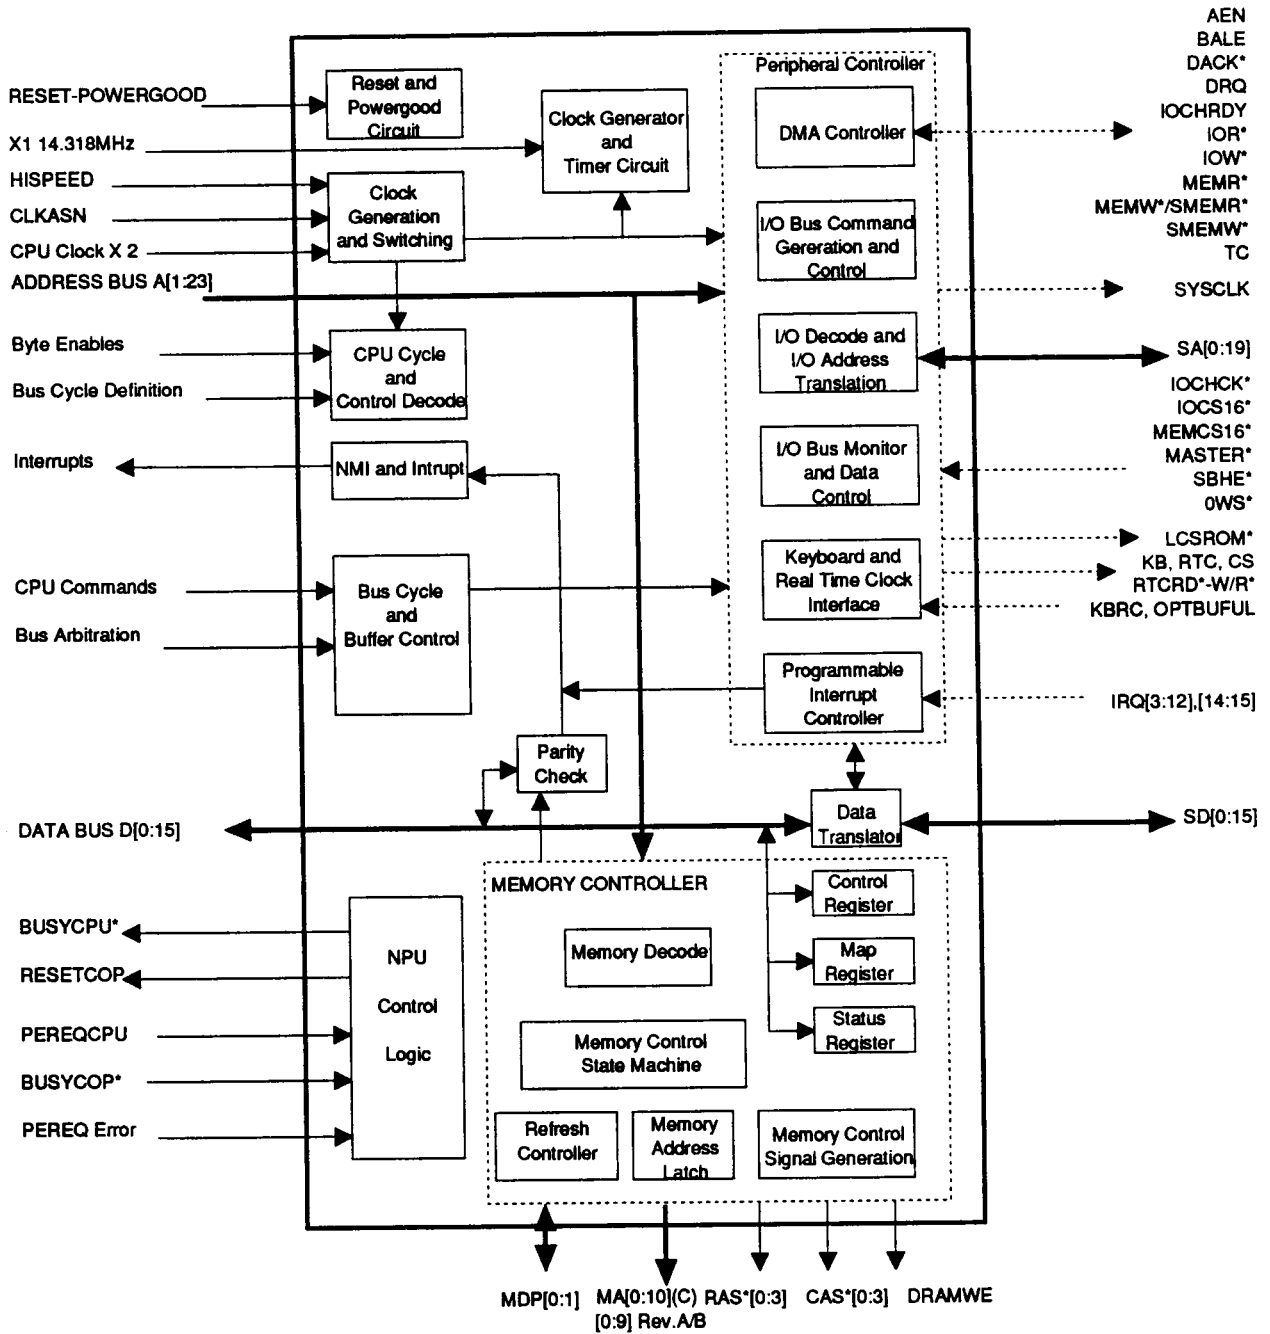 AEN
BALE
DACK*
DRQ
IOCHRDY
IOR*
IOW*
MEMR*
MEMW*/SMEMR*
SMEMW*
TC
SYSCLK
SA[0:19]
IOCHCK*
IOCS16*
MEMCS16*
MASTER*
SBHE*
0WS*
LCSROM*
KB, RTC, CS
RTCRD*-W/R*
KBRC, OPTBUFUL
IRQ[3:12],[14:15]
SD[0:15]
RESET-POWERGOOD
X1 14.318MHz
HISPEED
CLKASN
CPU Clock X 2
ADDRESS BUS A[1:23]
Byte Enables
Bus Cycle Definition
Interrupts
CPU Commands
Bus Arbitration
DATA BUS D[0:15]
BUSYCPU*
RESETCOP
PEREQCPU
BUSYCOP*
PEREQ Error
Reset and
Powergood
Circuit
Clock Generator
and
Timer Circuit
Clock
Generation
and Switching
CPU Cycle
and
Control Decode
NMI and Intrupt
Bus Cycle
and
Buffer Control
Parity
Check
NPU
Control
Logic
Peripheral Controller
DMA Controller
I/O Bus Command
Gereration and
Control
I/O Decode and
I/O Address
Translation
I/O Bus Monitor
and Data
Control
Keyboard and
Real Time Clock
Interface
Programmable
Interrupt
Controller
Data
Translator
MEMORY CONTROLLER
Control
Register
Map
Register
Status
Register
Memory Decode
Memory Control
State Machine
Refresh
Controller
Memory
Address
Latch
Memory Control
Signal Generation
MDP[0:1]
MA[0:10](C)
[0:9] Rev.A/B
RAS*[0:3]
CAS*[0:3]
DRAMWE